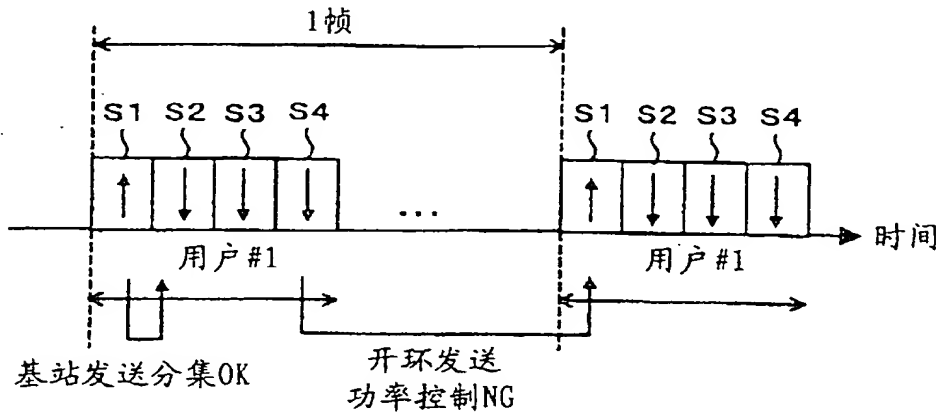 1帧
S1 S2 S3 S4 S1 S2 S3 S4
...
时间
用户#1 用户#1
基站发送分集OK
开环发送
功率控制NG